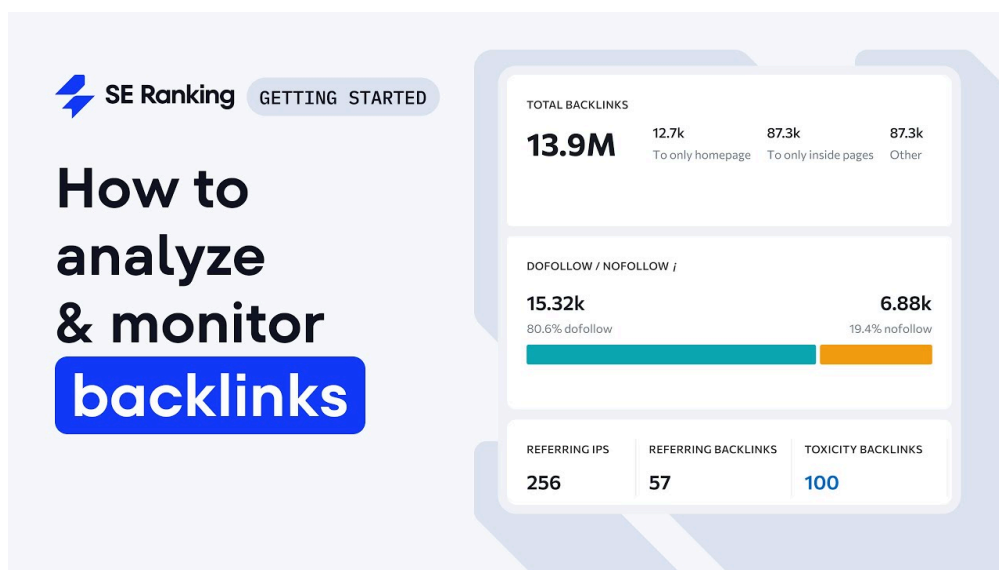 SE Ranking GETTING STARTED
How to
analyze
& monitor
backlinks
TOTAL BACKLINKS
13.9M
12.7k 87.3k 87.3k
To only homepage To only inside pages Other
DOFOLLOW / NOFOLLOW i
15.32k 6.88k
80.6% dofollow 19.4% nofollow
REFERRING IPS REFERRING BACKLINKS TOXICITY BACKLINKS
256 57 100